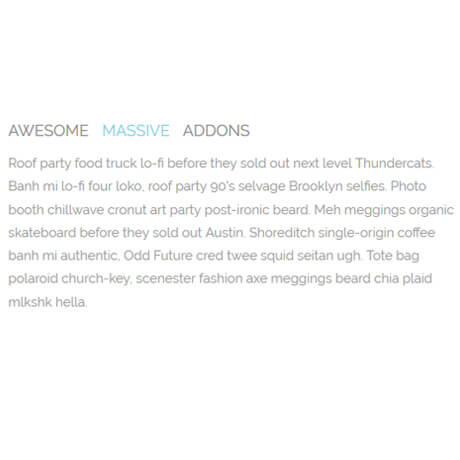 AWESOME MASSIVE ADDONS
Roof party food truck lo-fi before they sold out next level Thundercats.
Banh mi lo-fi four loko, roof party 90's selvage Brooklyn selfies. Photo
booth chillwave cronut art party post-ironic beard. Meh meggings organic
skateboard before they sold out Austin. Shoreditch single-origin coffee
banh mi authentic, Odd Future cred twee squid seitan ugh. Tote bag
polaroid church-key, scenester fashion axe meggings beard chia plaid
mlkshk hella.